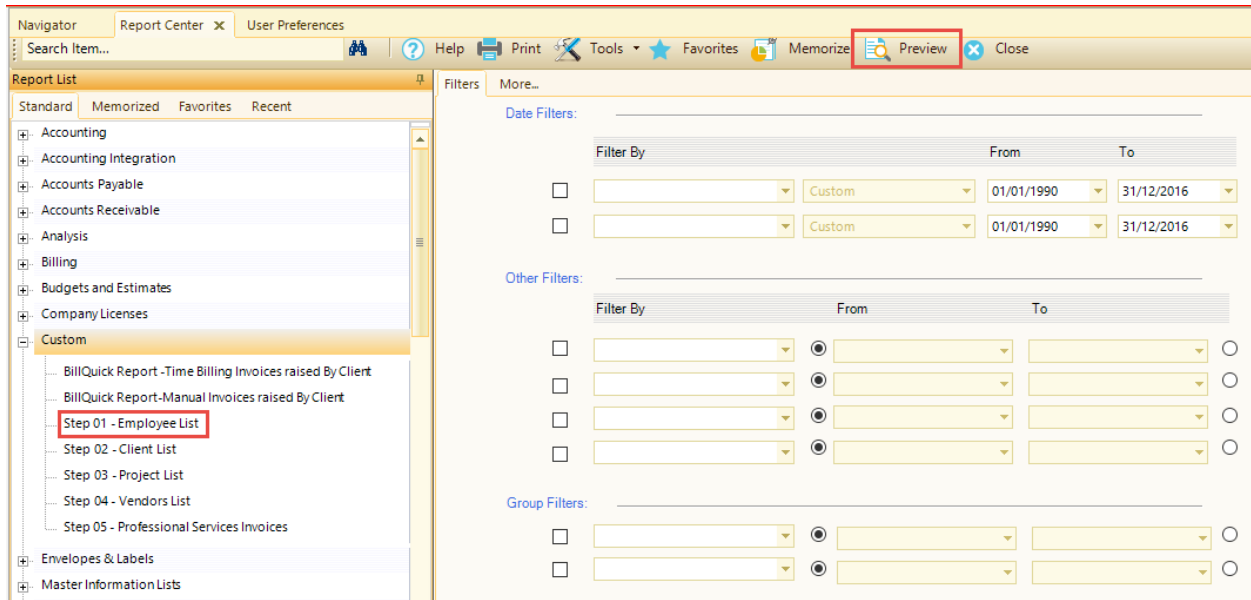 Navigator Report Center User Preferences
Search Item... Help Print Tools Favorites Memorize Preview Close
Report List
Standard Memorized Favorites Recent
Accounting
Accounting Integration
Accounts Payable
Accounts Receivable
Analysis
Billing
Budgets and Estimates
Company Licenses
Custom
BillQuick Report -Time Billing Invoices raised By Client
BillQuick Report-Manual Invoices raised By Client
Step 01 - Employee List
Step 02 - Client List
Step 03 - Project List
Step 04 - Vendors List
Step 05 - Professional Services Invoices
Envelopes & Labels
Master Information Lists
Filters More...
Date Filters:
Filter By From To
Custom 01/01/1990 31/12/2016
Custom 01/01/1990 31/12/2016
Other Filters:
Filter By From To
Group Filters: